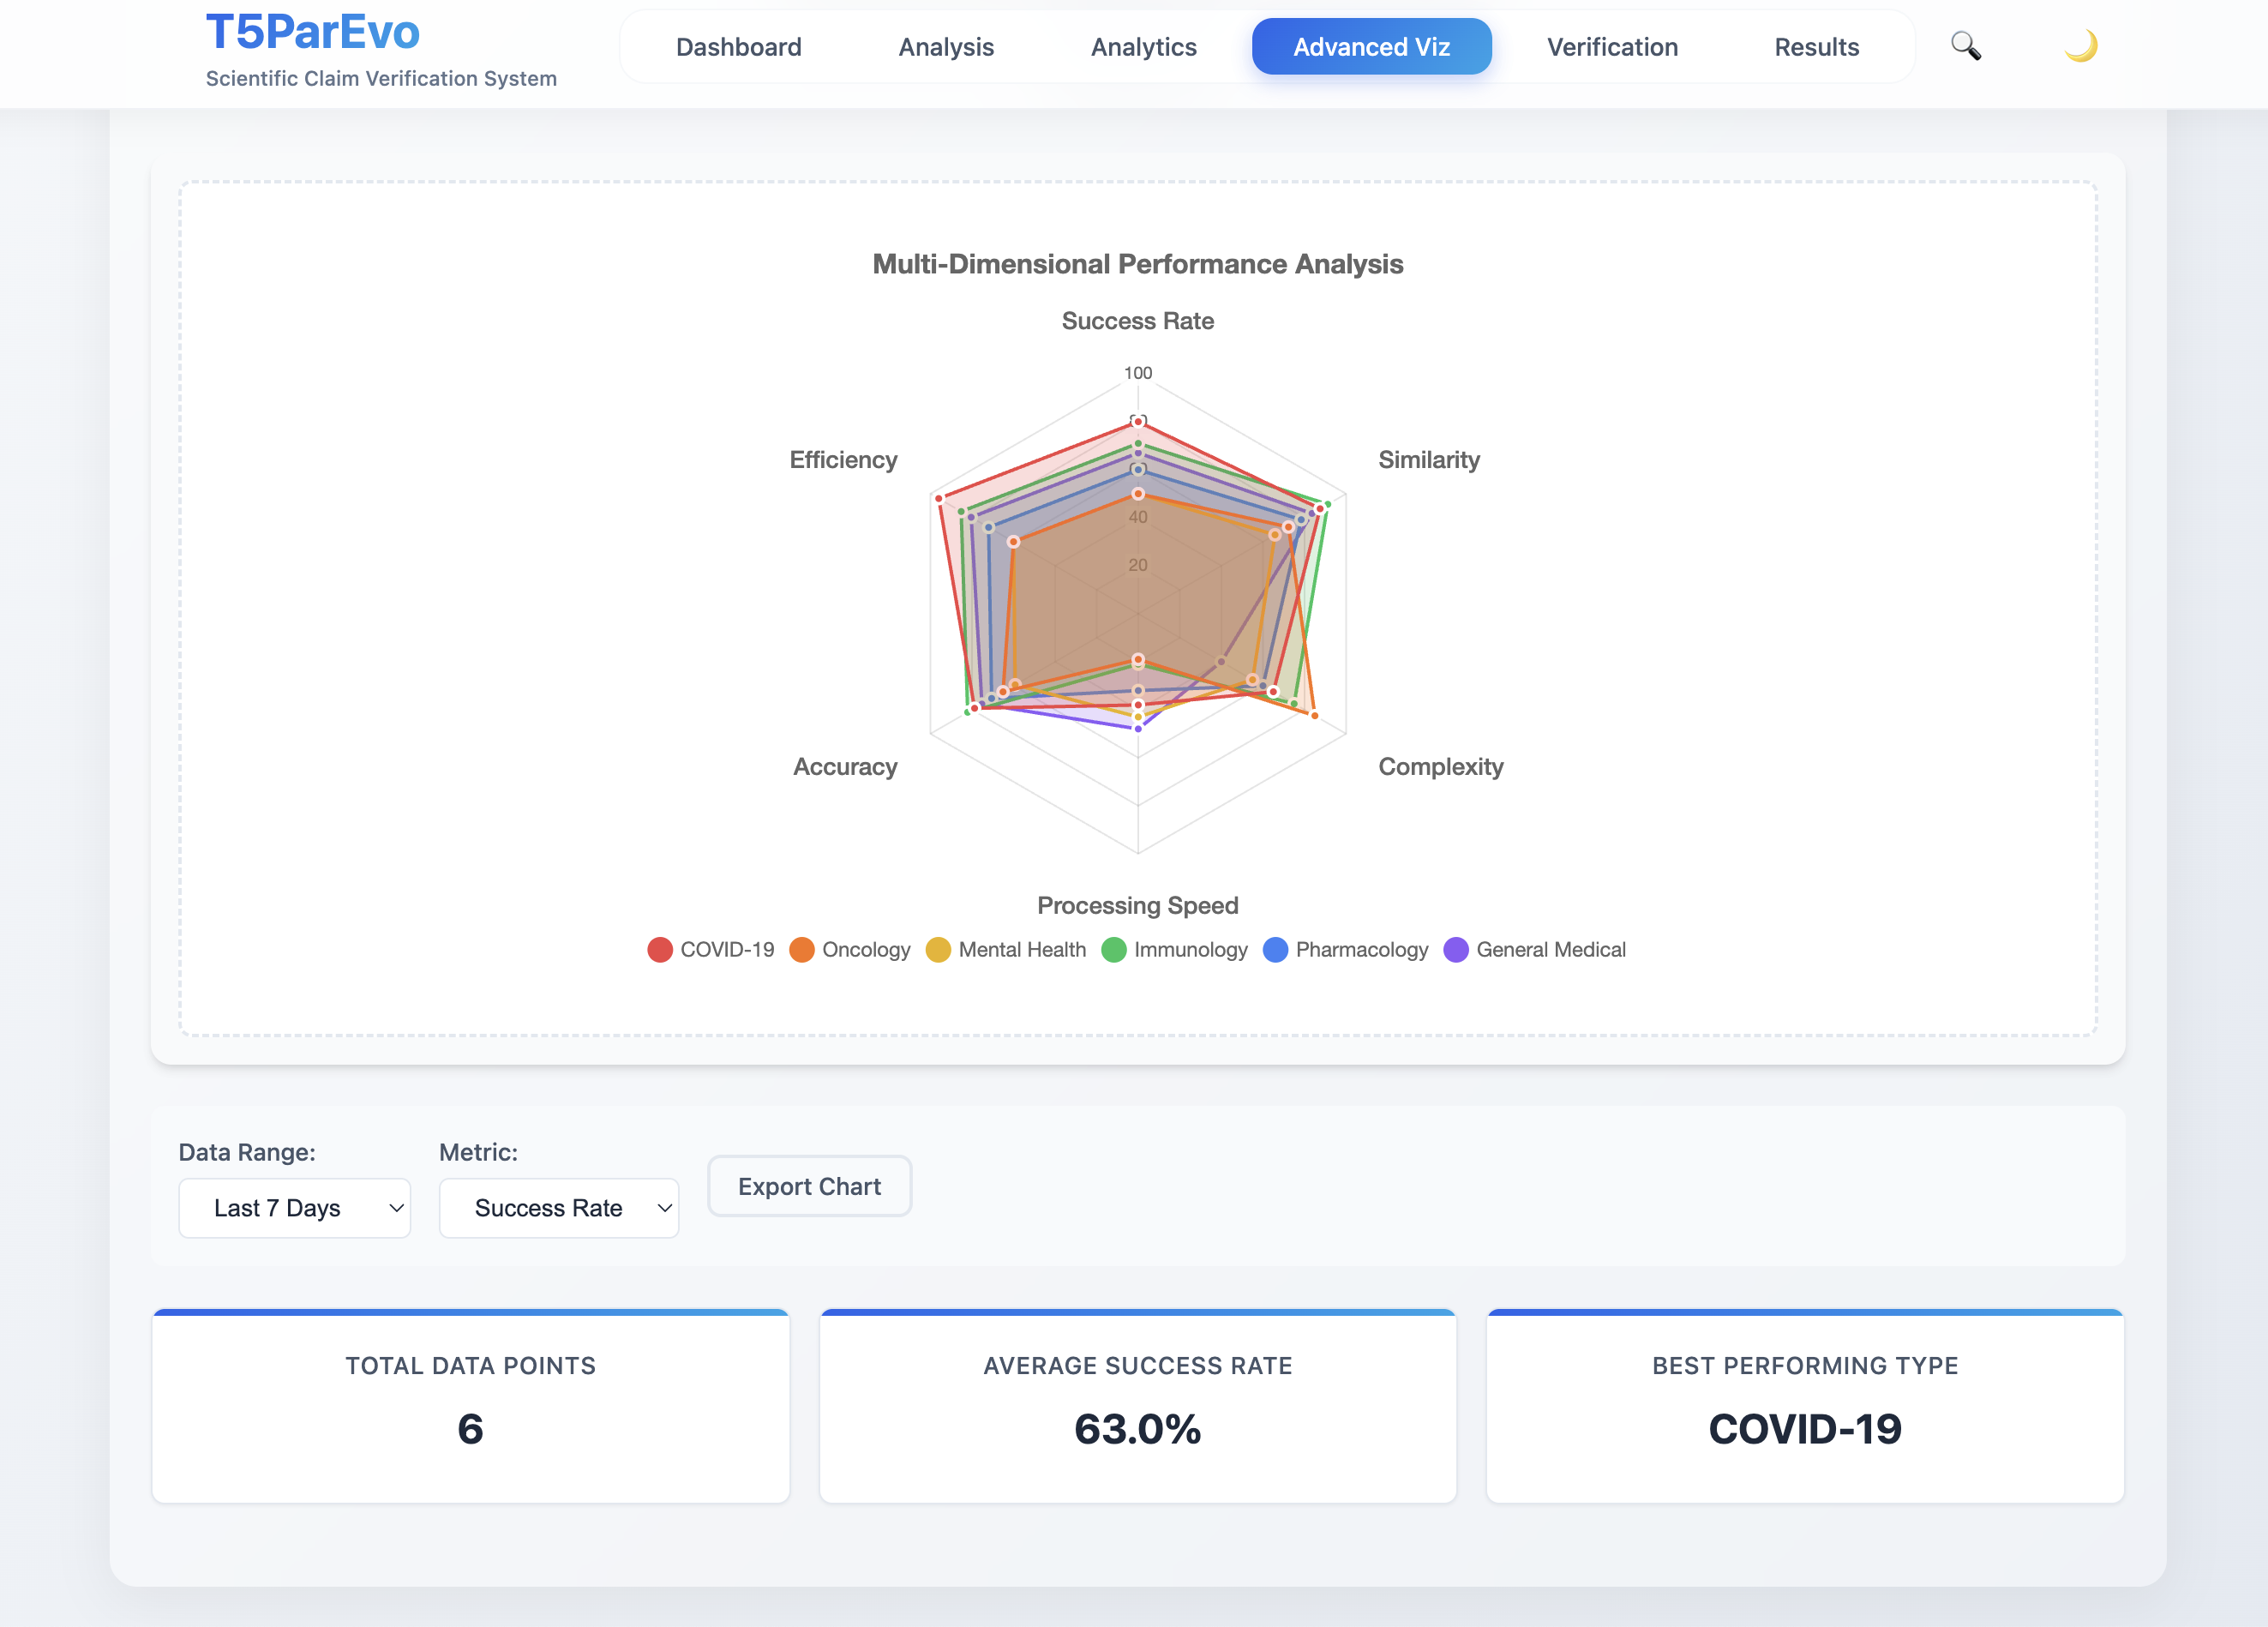 T5ParEvo
Scientific Claim Verification System
Dashboard
Analysis
Analytics
Advanced Viz
Verification
Results
Multi-Dimensional Performance Analysis
Success Rate
100
Efficiency
Similarity
40
20
Accuracy
Complexity
Processing Speed
COVID-19 Oncology Mental Health Immunology Pharmacology General Medical
Data Range:
Metric:
Last 7 Days
Success Rate
Export Chart
TOTAL DATA POINTS
6
AVERAGE SUCCESS RATE
63.0%
BEST PERFORMING TYPE
COVID-19